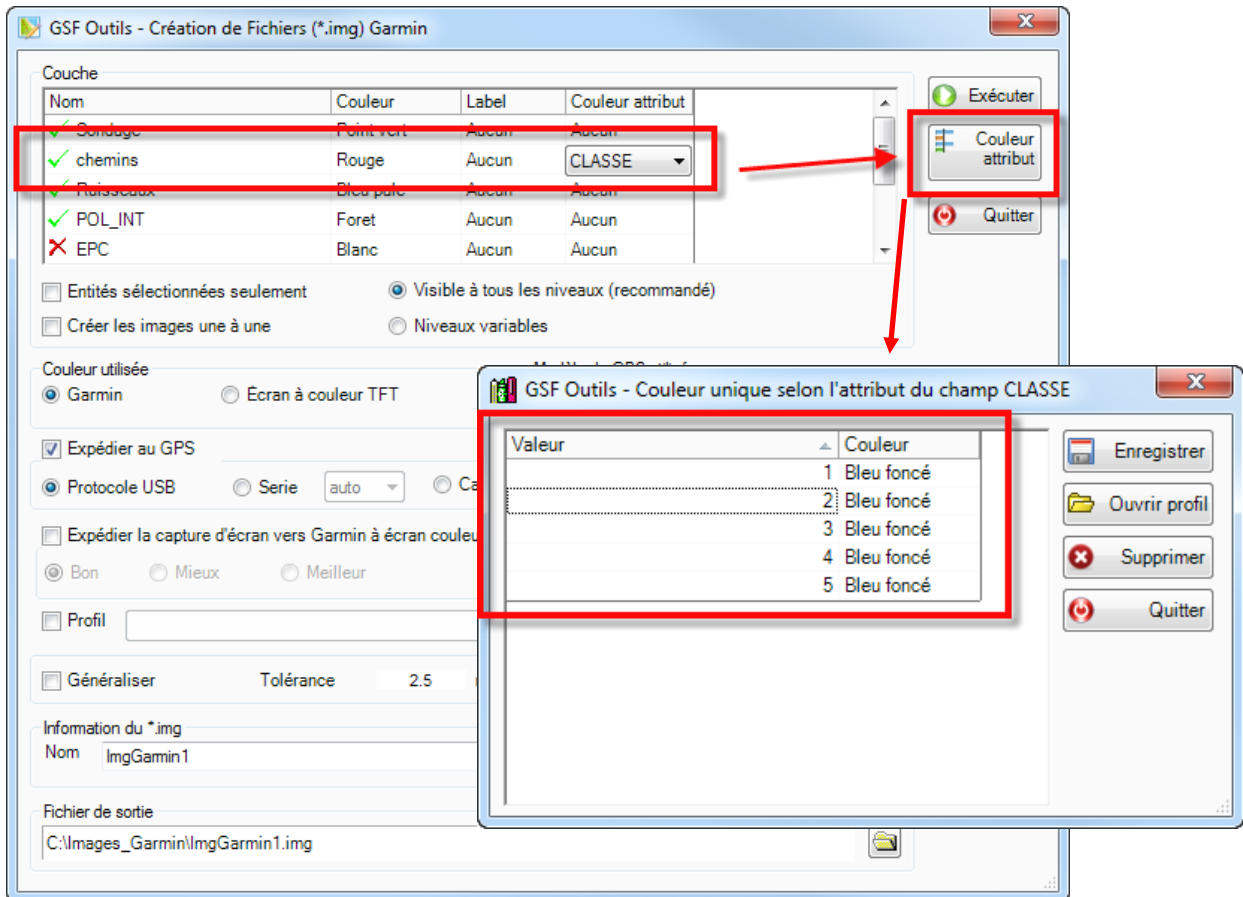 GSF Outils - Création de Fichiers (*.img) Garmin
Couche
Nom Couleur Label Couleur attribut
Sondage Point vert Aucun Aucun
chemins Rouge Aucun CLASSE
Ruisseaux Bleu pale Aucun Aucun
POL_INT Foret Aucun Aucun
EPC Blanc Aucun Aucun
Exécuter
Couleur
attribut
Quitter
Entités sélectionnées seulement Visible à tous les niveaux (recommandé)
Créer les images une à une Niveaux variables
Couleur utilisée
Garmin Écran à couleur TFT
Expédier au GPS
Protocole USB Serie auto Ca
Expédier la capture d'écran vers Garmin à écran couleu
Bon Mieux Meilleur
Profil
Généraliser Tolérance 2.5
Information du *.img
Nom ImgGarmin1
Fichier de sortie
C:\Images_Garmin\ImgGarmin1.img
GSF Outils - Couleur unique selon l'attribut du champ CLASSE
Valeur Couleur
1 Bleu foncé
2 Bleu foncé
3 Bleu foncé
4 Bleu foncé
5 Bleu foncé
Enregistrer
Ouvrir profil
Supprimer
Quitter